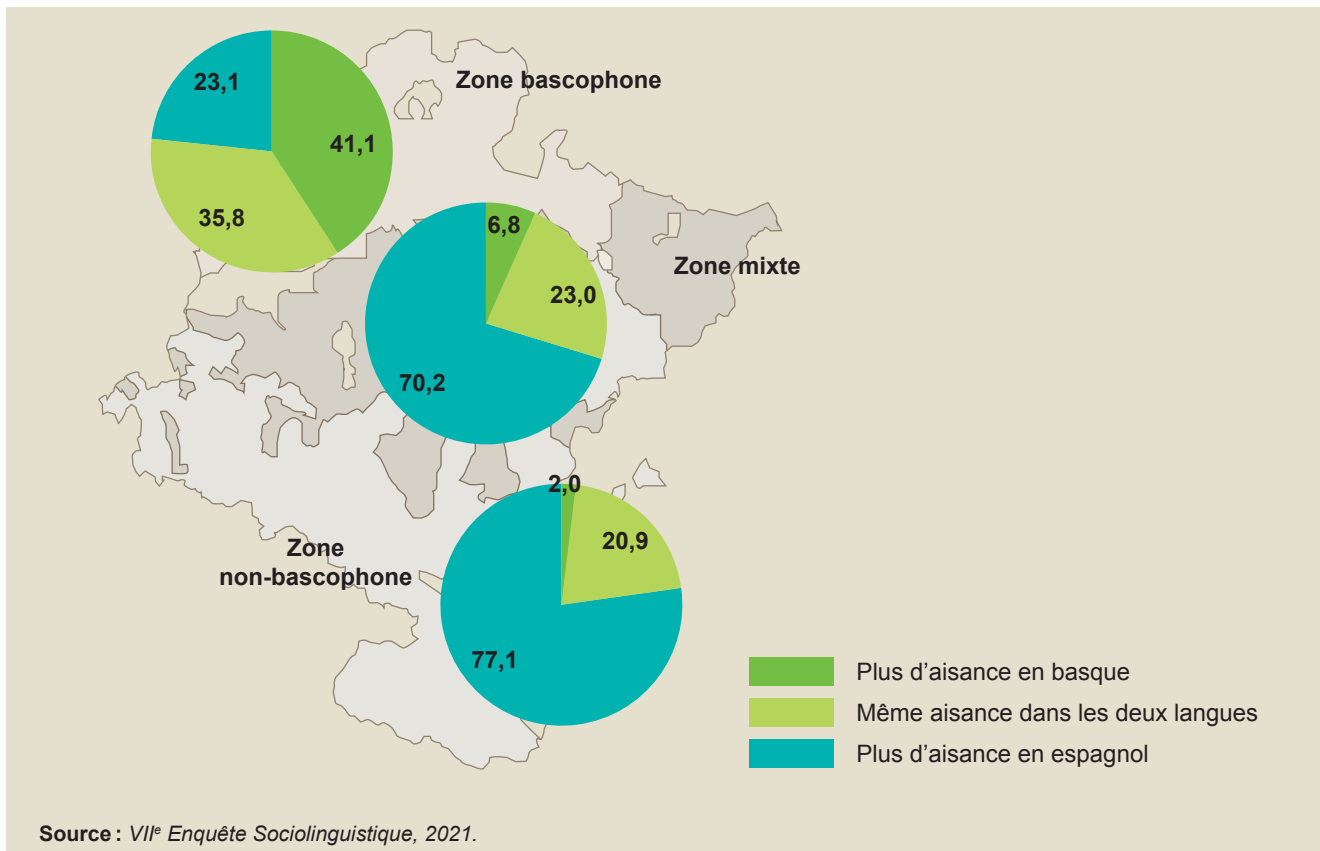 Zone bascophone
23,1
41,1
35,8
Zone mixte
6,8
23,0
70,2
Zone
non-bascophone
2,0
20,9
77,1
Plus d’aisance en basque
Même aisance dans les deux langues
Plus d’aisance en espagnol
Source : VIIe Enquête Sociolinguistique, 2021.